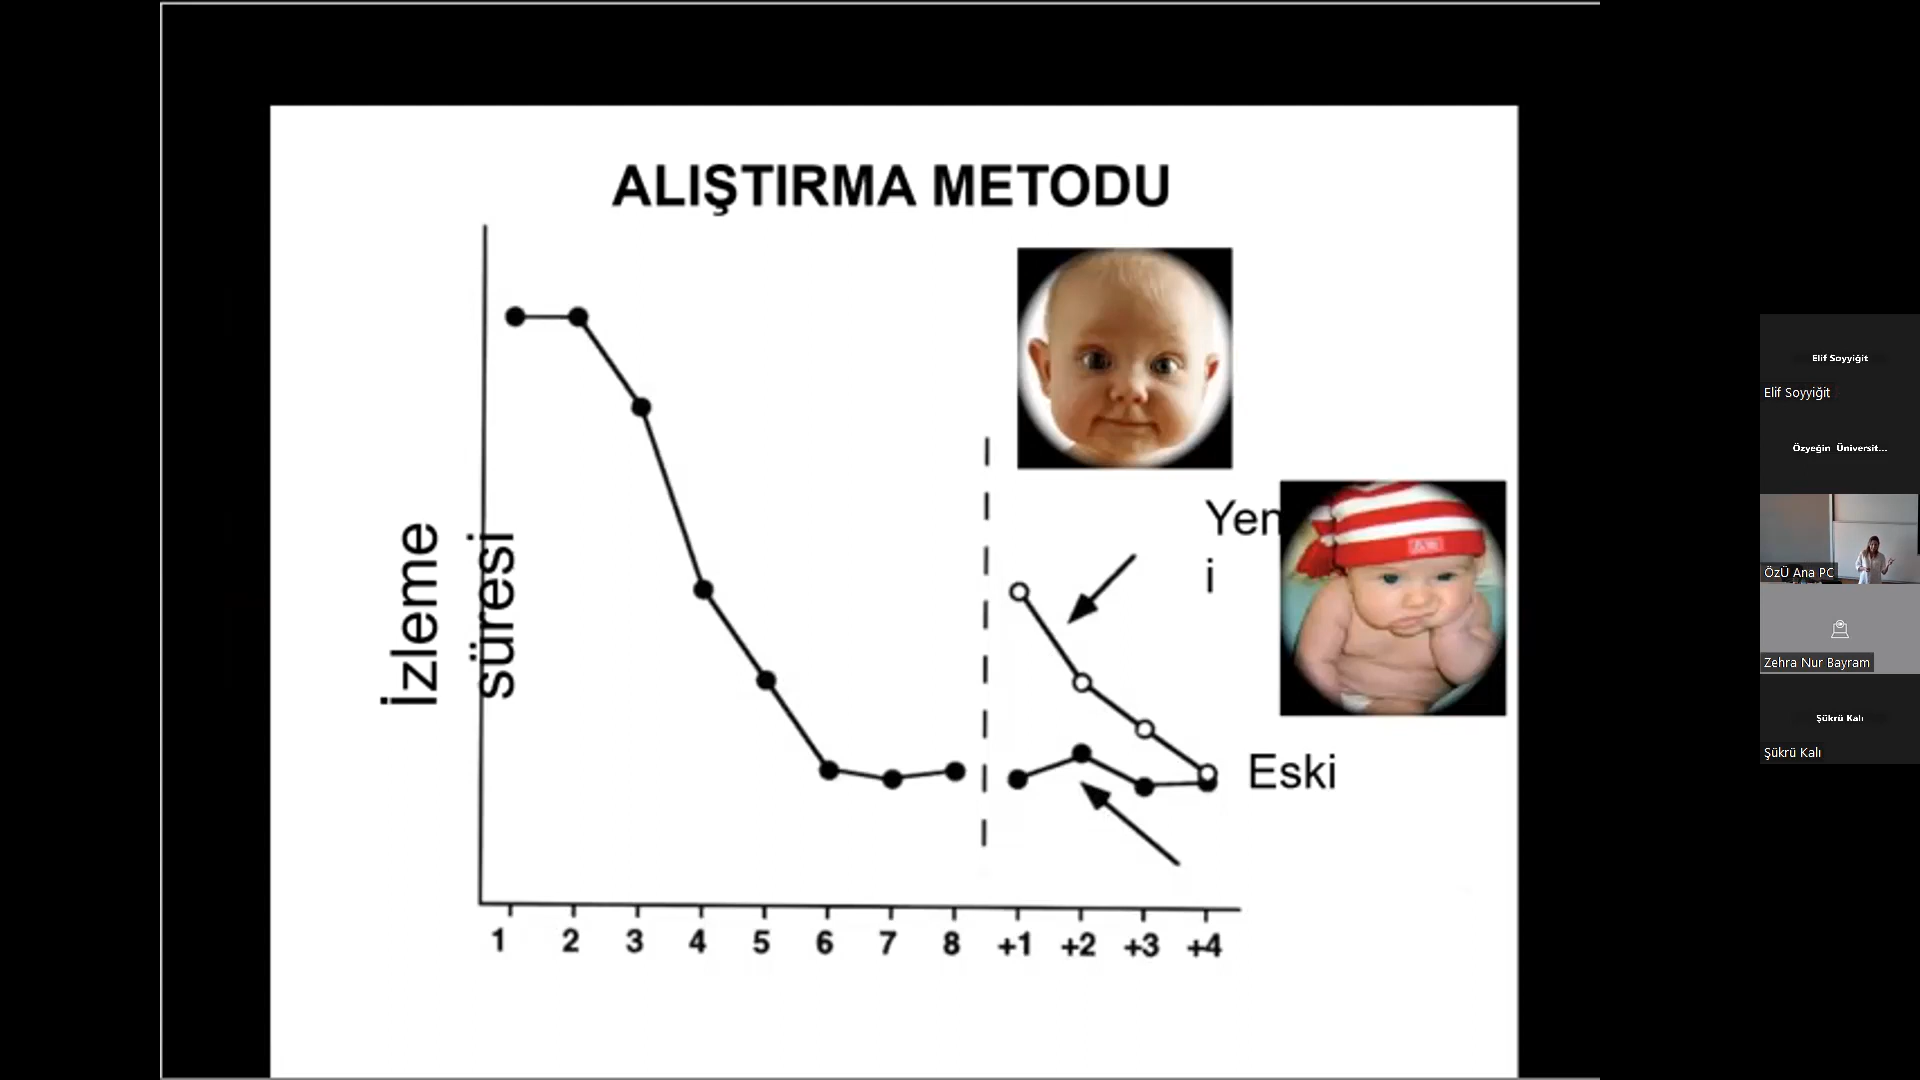 ALIŞTIRMA METODU
İzleme
süresi
Yen
i
Eski
1 2 3 4 5 6 7 8 +1 +2 +3 +4
Elif Soyyiğit
Elif Soyyiğit
Özyeğin Üniversit...
ÖzÜ Ana PC
Zehra Nur Bayram
Şükrü Kalı
Şükrü Kalı